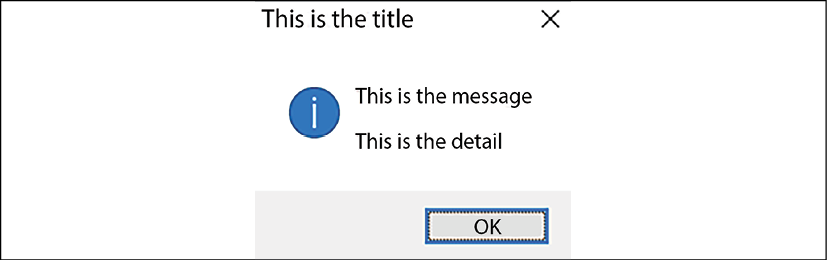 This is the title
This is the message
This is the detail
OK